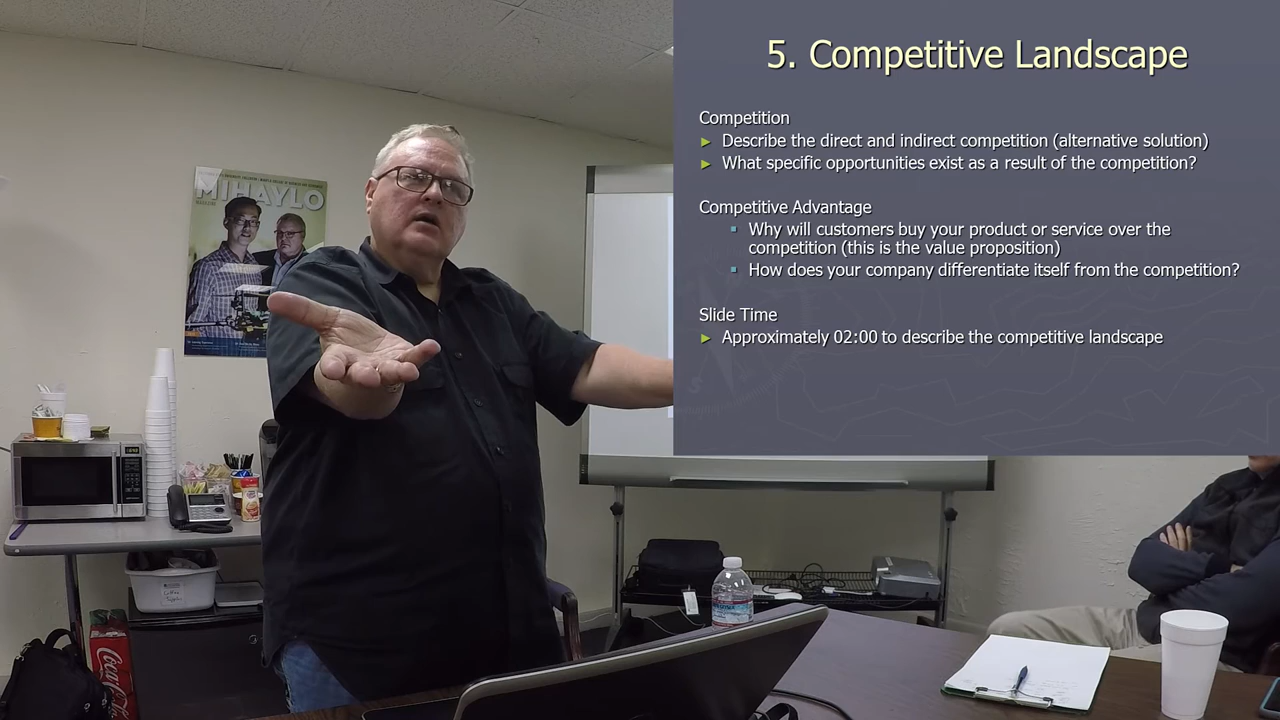 5. Competitive Landscape
Competition
► Describe the direct and indirect competition (alternative solution)
► What specific opportunities exist as a result of the competition?
Competitive Advantage
▪ Why will customers buy your product or service over the
competition (this is the value proposition)
▪ How does your company differentiate itself from the competition?
Slide Time
► Approximately 02:00 to describe the competitive landscape
MIHAYLO
MAGAZINE
Coca-Cola